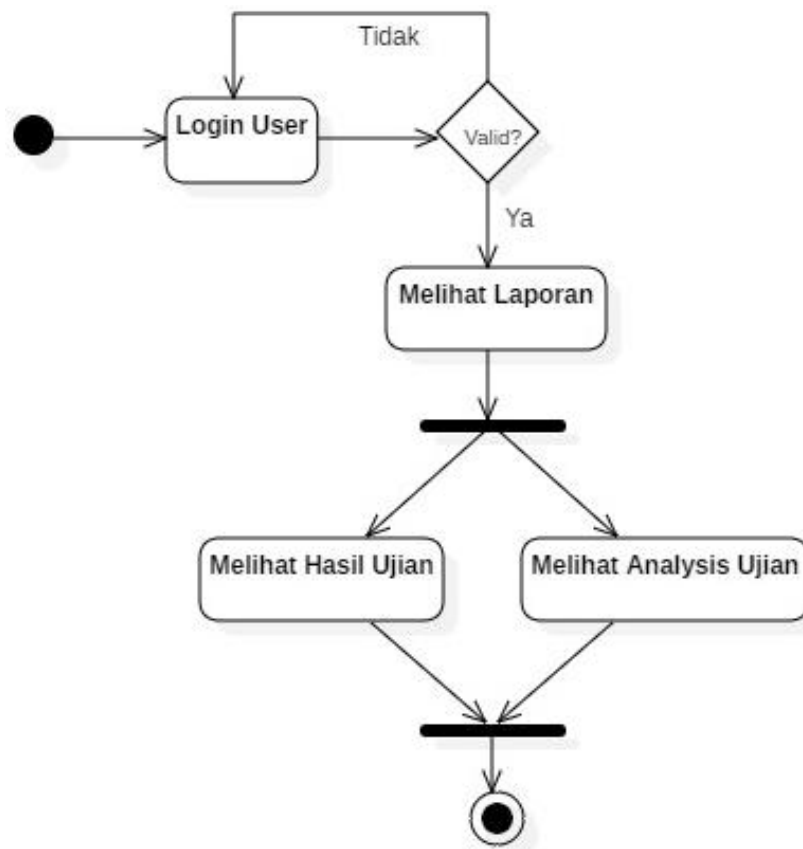 Tidak
Login User
Valid?
Ya
Melihat Laporan
Melihat Hasil Ujian
Melihat Analysis Ujian